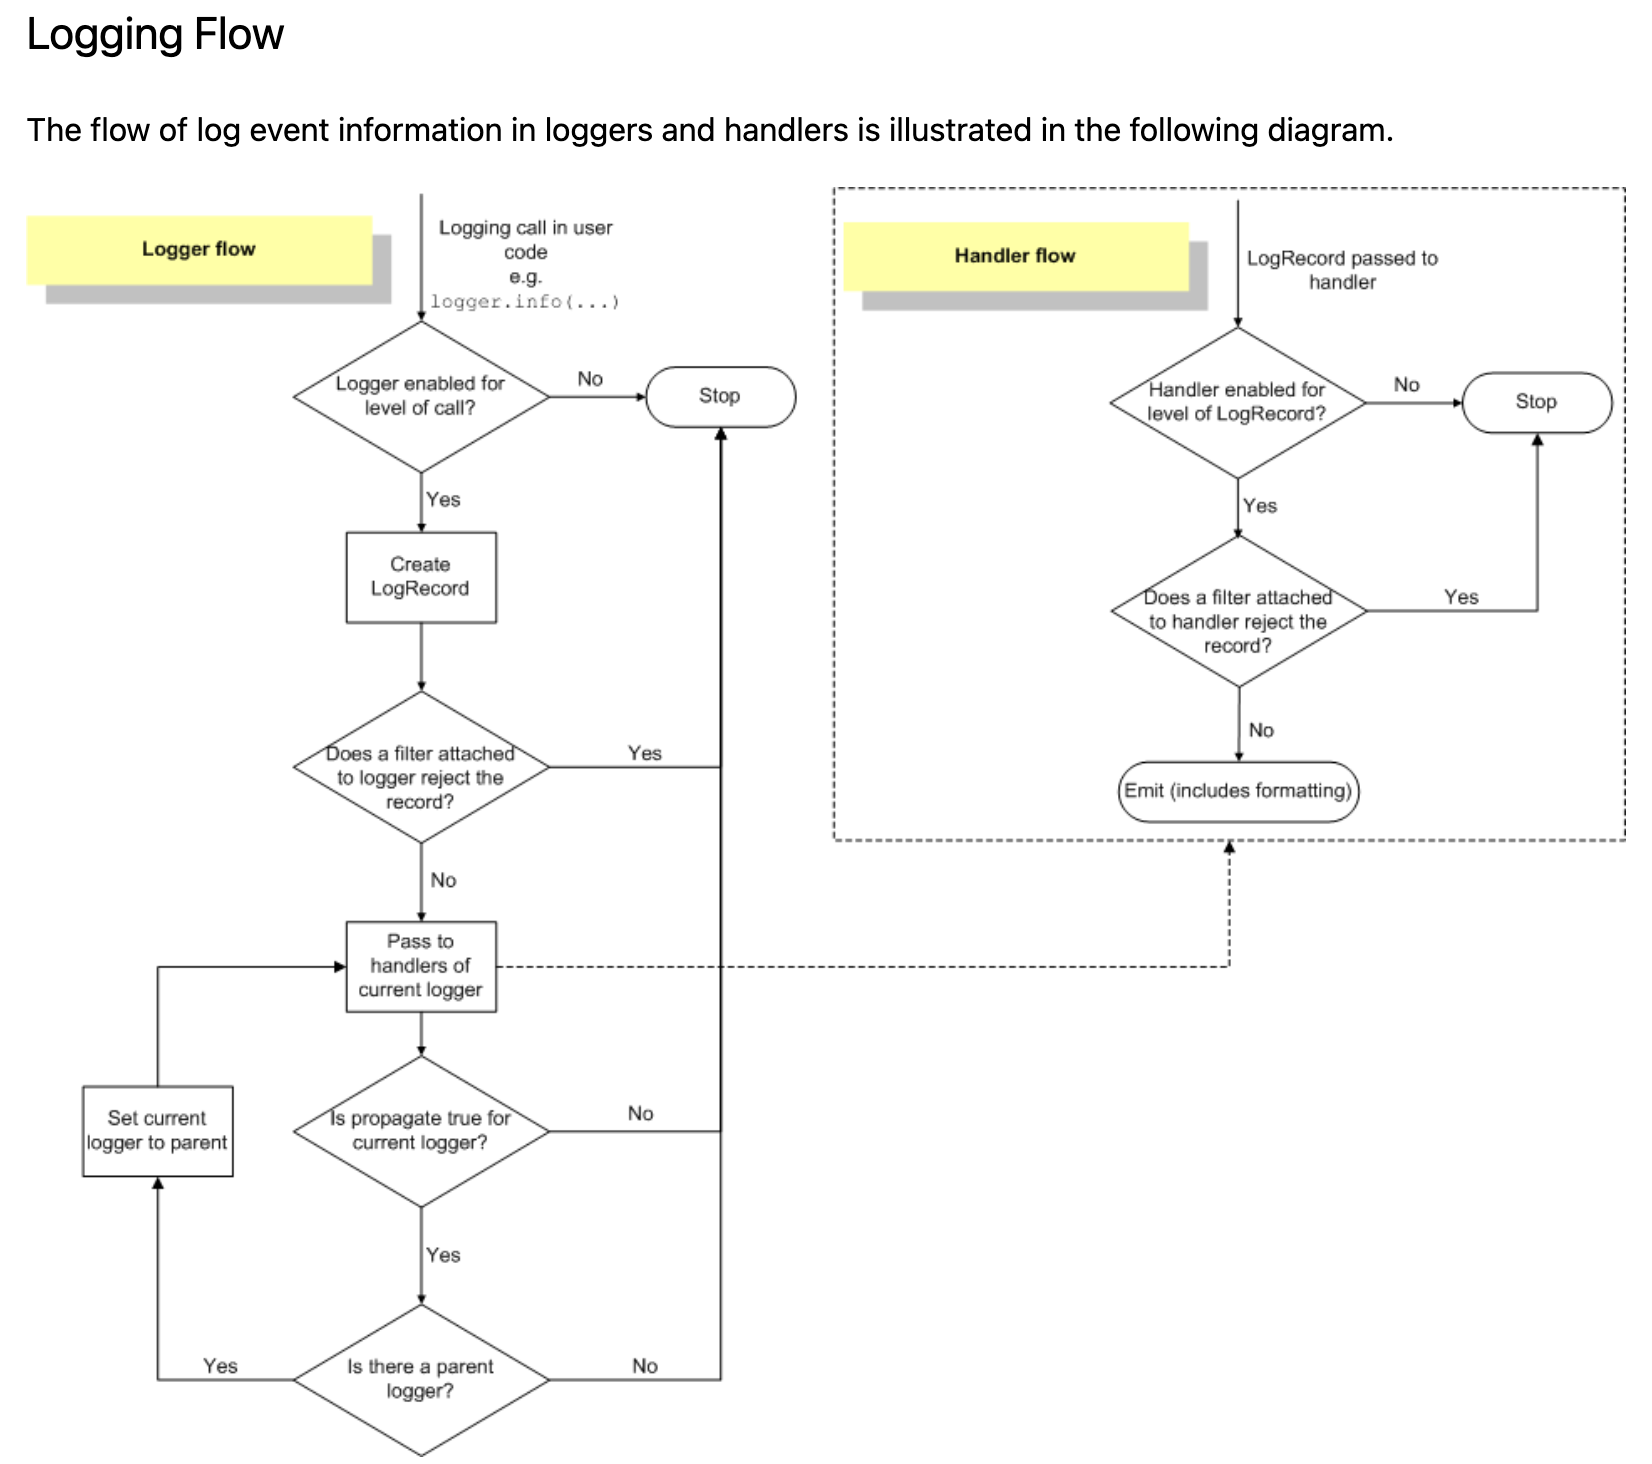 Logging Flow
The flow of log event information in loggers and handlers is illustrated in the following diagram.
Logger flow
Logging call in user
code
e.g.
logger.info(...)
Logger enabled for
level of call?
No
Stop
Yes
Create
LogRecord
Does a filter attached
to logger reject the
record?
Yes
No
Pass to
handlers of
current logger
Set current
logger to parent
Is propagate true for
current logger?
No
Yes
Is there a parent
logger?
Yes
No
Handler flow
LogRecord passed to
handler
Handler enabled for
level of LogRecord?
No
Stop
Yes
Does a filter attached
to handler reject the
record?
Yes
No
Emit (includes formatting)